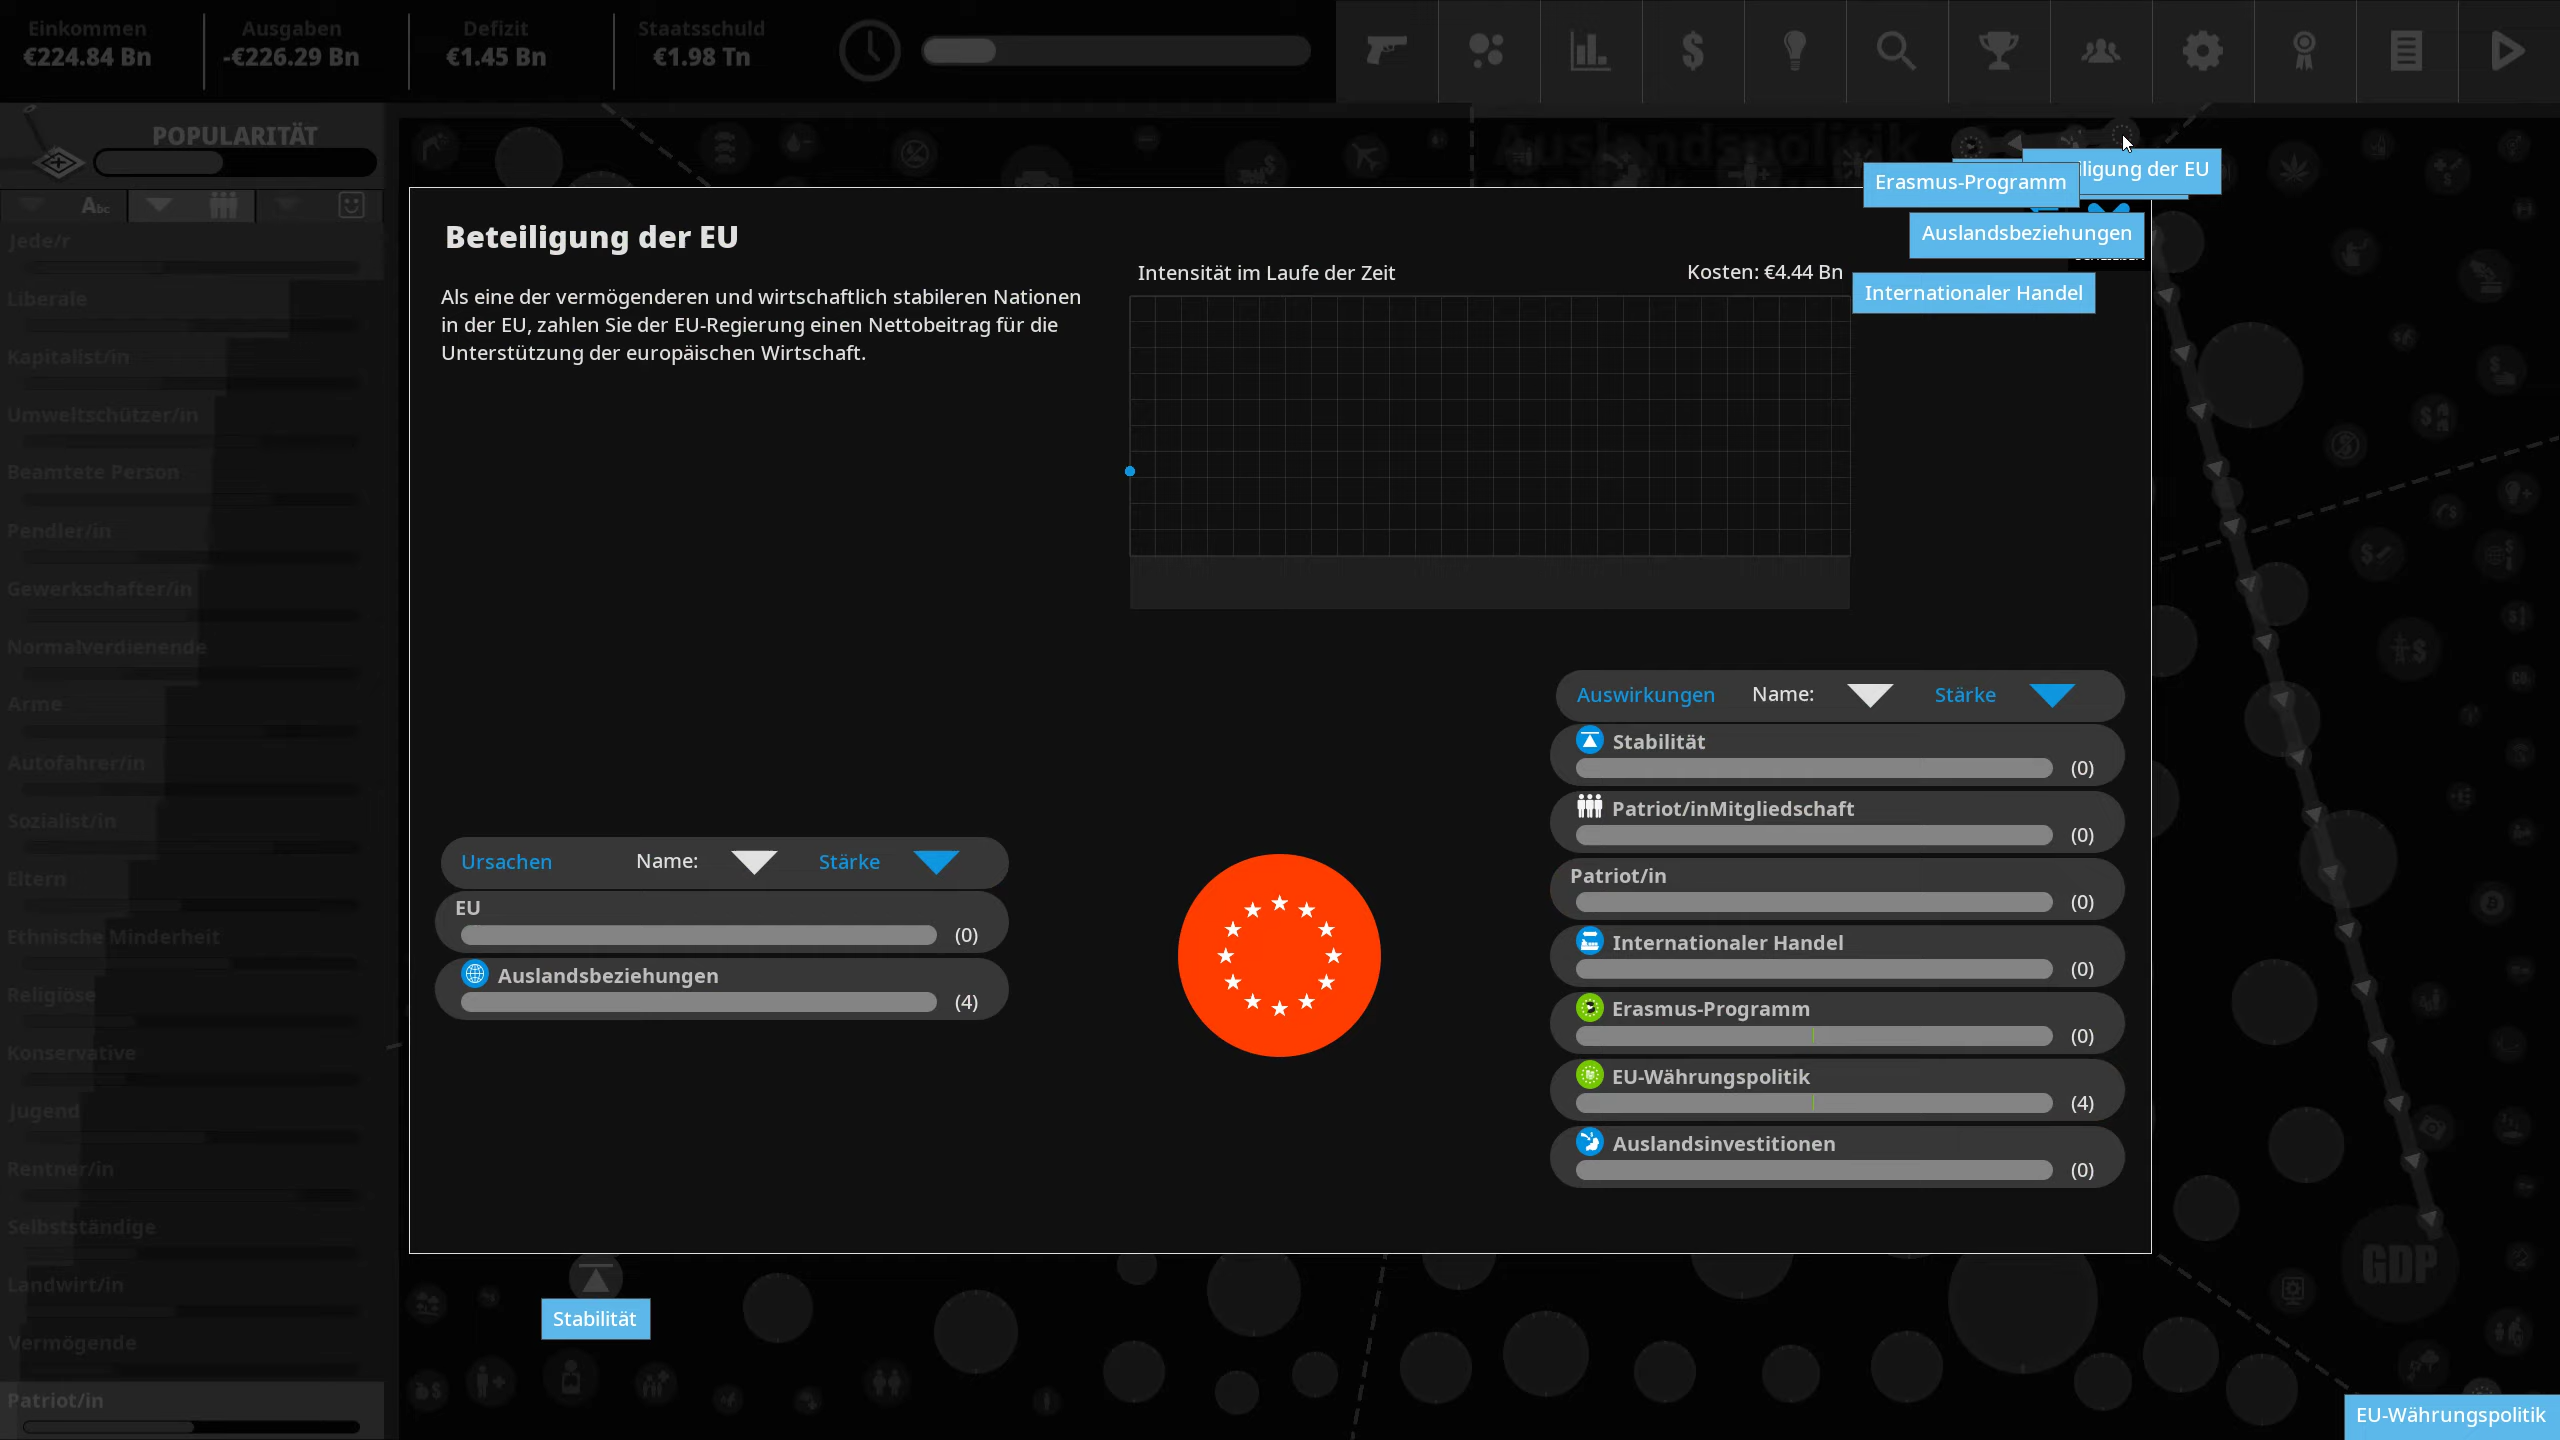 Einkommen
€224.84 Bn
Ausgaben
-€226.29 Bn
Defizit
€1.45 Bn
Staatsschuld
€1.98 Tn
POPULARITÄT
Abc
Jede/r
Liberale
Kapitalist/in
Umweltschützer/in
Beamtete Person
Pendler/in
Gewerkschafter/in
Normalverdienende
Arme
Autofahrer/in
Sozialist/in
Eltern
Ethnische Minderheit
Religiöse
Konservative
Jugend
Rentner/in
Selbstständige
Landwirt/in
Vermögende
Patriot/in
Auslandspolitik
Erasmus-Programm
ligung der EU
Auslandsbeziehungen
Internationaler Handel
Beteiligung der EU
Als eine der vermögenderen und wirtschaftlich stabileren Nationen
in der EU, zahlen Sie der EU-Regierung einen Nettobeitrag für die
Unterstützung der europäischen Wirtschaft.
Intensität im Laufe der Zeit
Kosten: €4.44 Bn
Ursachen Name: Stärke
EU
(0)
Auslandsbeziehungen
(4)
Auswirkungen Name: Stärke
Stabilität
(0)
Patriot/inMitgliedschaft
(0)
Patriot/in
(0)
Internationaler Handel
(0)
Erasmus-Programm
(0)
EU-Währungspolitik
(4)
Auslandsinvestitionen
(0)
GDP
Stabilität
EU-Währungspolitik